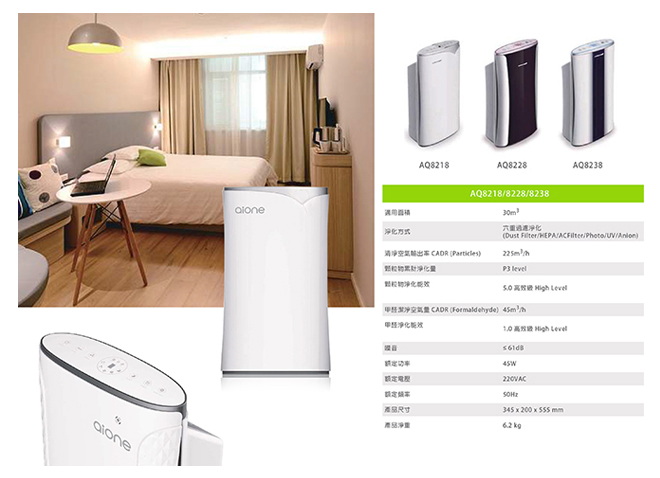 AQ8218
AQ8228
AQ8238
aione
AQ8218/8228/8238
適用面積 30m³
淨化方式 六重過慮淨化
(Dust Filter/HEPA/ACFilter/Photo/UV/Anion)
清淨空氣輸出率 CADR (Particles) 225m³/h
顆粒物累計淨化量 P3 level
顆粒物淨化能效 5.0 高效級 High Level
甲醛潔淨空氣量 CADR (Formaldehyde) 45m³/h
甲醛淨化能效 1.0 高效級 High Level
噪音 ≤ 61dB
額定功率 45W
額定電壓 220VAC
額定頻率 50Hz
產品尺寸 345 x 200 x 555 mm
產品淨重 6.2 kg
aione